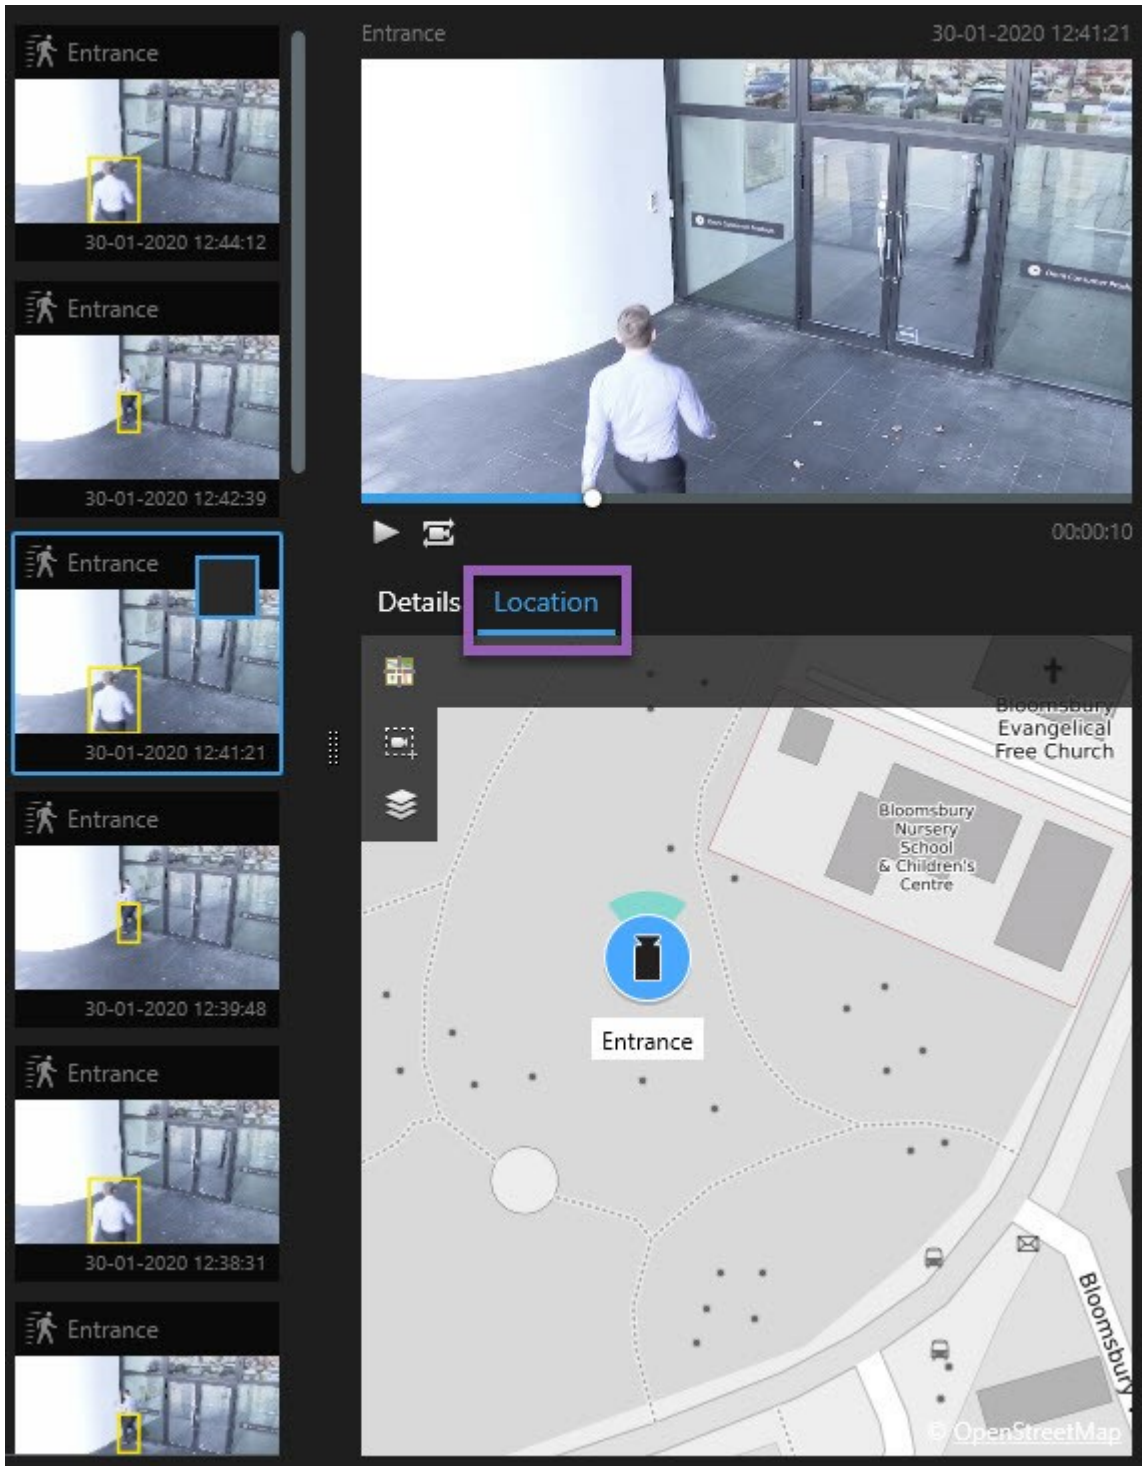 Entrance
30-01-2020 12:44:12
Entrance
30-01-2020 12:42:39
Entrance
30-01-2020 12:41:21
Entrance
30-01-2020 12:39:48
Entrance
30-01-2020 12:38:31
Entrance
Entrance
30-01-2020 12:41:21
00:00:10
Details
Location
Bloomsbury
Evangelical
Free Church
Bloomsbury
Nursery
School
& Children's
Centre
Entrance
Bloomsbury
© OpenStreetMap